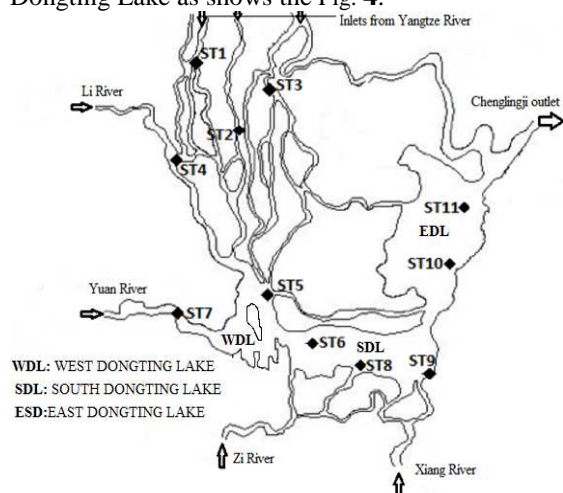 Dongting Lake as shows the Fig. 4.
Inlets from Yangtze River
ST1
ST3
Li River
Chenglingji outlet
ST2
ST4
ST11
EDL
ST10
Yuan River
ST5
ST7
WDL
ST6
SDL
ST8
ST9
WDL: WEST DONGTING LAKE
SDL: SOUTH DONGTING LAKE
ESD:EAST DONGTING LAKE
Zi River
Xiang River